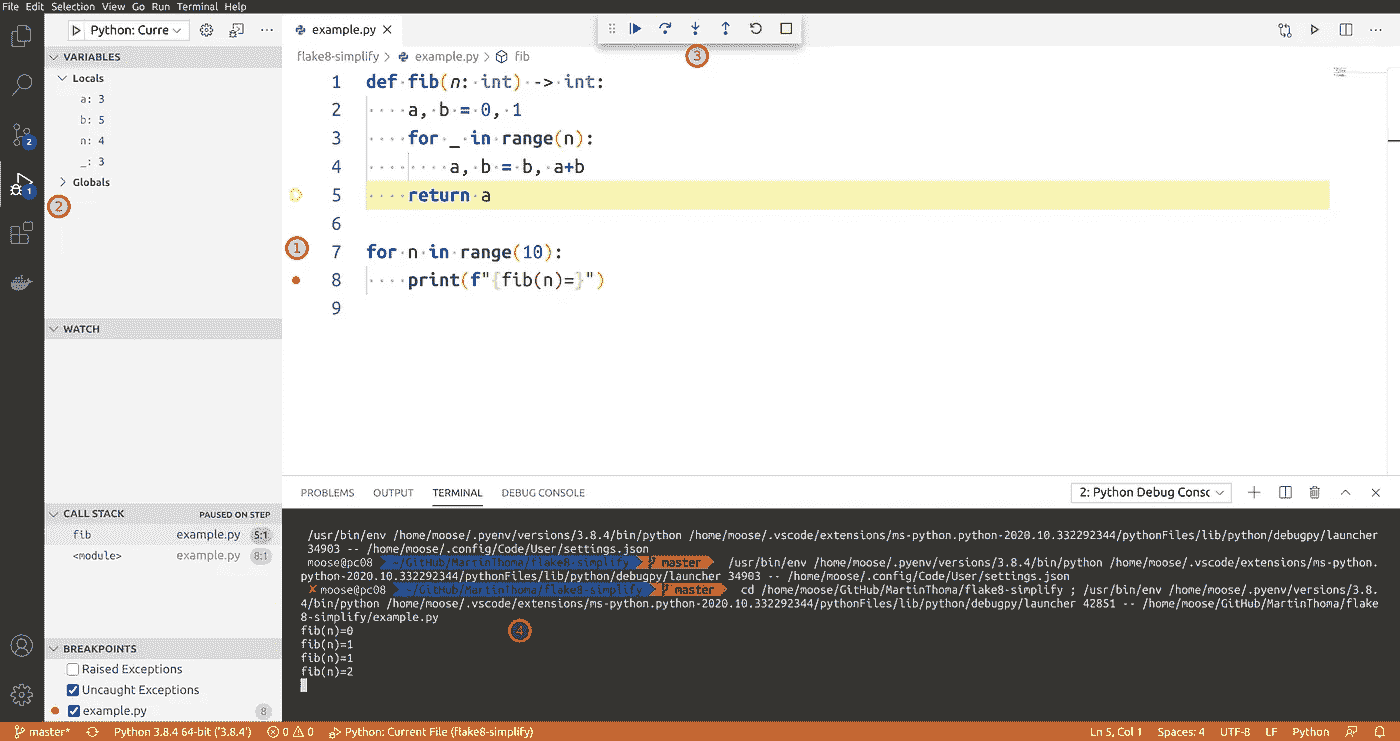 File Edit Selection View Go Run Terminal Help
Python: Curre
example.py
VARIABLES
Locals
a: 3
b: 5
n: 4
_: 3
Globals
2
1
2
WATCH
CALL STACK PAUSED ON STEP
fib example.py 5:1
<module> example.py 8:1
BREAKPOINTS
Raised Exceptions
Uncaught Exceptions
example.py 8
3
flake8-simplify > example.py > fib
1 def fib(n: int) -> int:
2 ····a, b = 0, 1
3 ····for _ in range(n):
4 ········a, b = b, a+b
5 ····return a
6
1
7 for n in range(10):
8 ····print(f"{fib(n)=}")
9
PROBLEMS OUTPUT TERMINAL DEBUG CONSOLE 2: Python Debug Consc
/usr/bin/env /home/moose/.pyenv/versions/3.8.4/bin/python /home/moose/.vscode/extensions/ms-python.python-2020.10.332292344/pythonFiles/lib/python/debugpy/launcher
34903 -- /home/moose/.config/Code/User/settings.json
moose@pc08 ~/GitHub/MartinThoma/flake8-simplify master /usr/bin/env /home/moose/.pyenv/versions/3.8.4/bin/python /home/moose/.vscode/extensions/ms-python.
python-2020.10.332292344/pythonFiles/lib/python/debugpy/launcher 34903 -- /home/moose/.config/Code/User/settings.json
✗ moose@pc08 ~/GitHub/MartinThoma/flake8-simplify master cd /home/moose/GitHub/MartinThoma/flake8-simplify ; /usr/bin/env /home/moose/.pyenv/versions/3.8.
4/bin/python /home/moose/.vscode/extensions/ms-python.python-2020.10.332292344/pythonFiles/lib/python/debugpy/launcher 42851 -- /home/moose/GitHub/MartinThoma/flake
8-simplify/example.py
fib(n)=0
4
fib(n)=1
fib(n)=1
fib(n)=2
master* Python 3.8.4 64-bit ('3.8.4') 0 0 Python: Current File (flake8-simplify) Ln 5, Col 1 Spaces: 4 UTF-8 LF Python